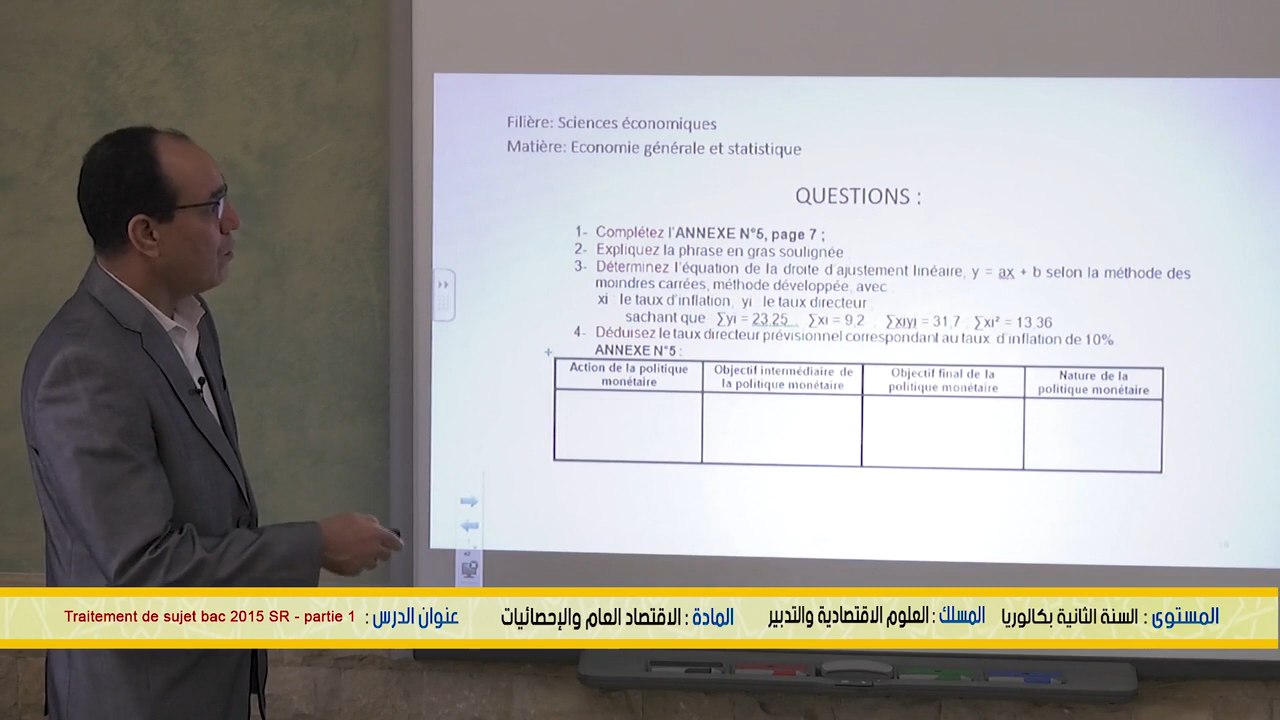 Filière: Sciences économiques
Matière: Economie générale et statistique
QUESTIONS :
1- Complétez l'ANNEXE N°5, page 7 ;
2- Expliquez la phrase en gras soulignée
3- Déterminez l'équation de la droite d'ajustement linéaire, y = ax + b selon la méthode des
moindres carrées, méthode développée, avec
xi le taux d'inflation, yi le taux directeur
sachant que ∑yi = 23,25 ∑xi = 9,2 ∑xiyi = 31,7 ; ∑xi² = 13,36
4- Déduisez le taux directeur prévisionnel correspondant au taux d'inflation de 10%
ANNEXE N°5 :
Action de la politique monétaire
Objectif intermédiaire de la politique monétaire
Objectif final de la politique monétaire
Nature de la politique monétaire
المستوى : السنة الثانية بكالوريا المسلك : العلوم الاقتصادية والتدبير المادة : الاقتصاد العام والإحصائيات عنوان الدرس : Traitement de sujet bac 2015 SR - partie 1